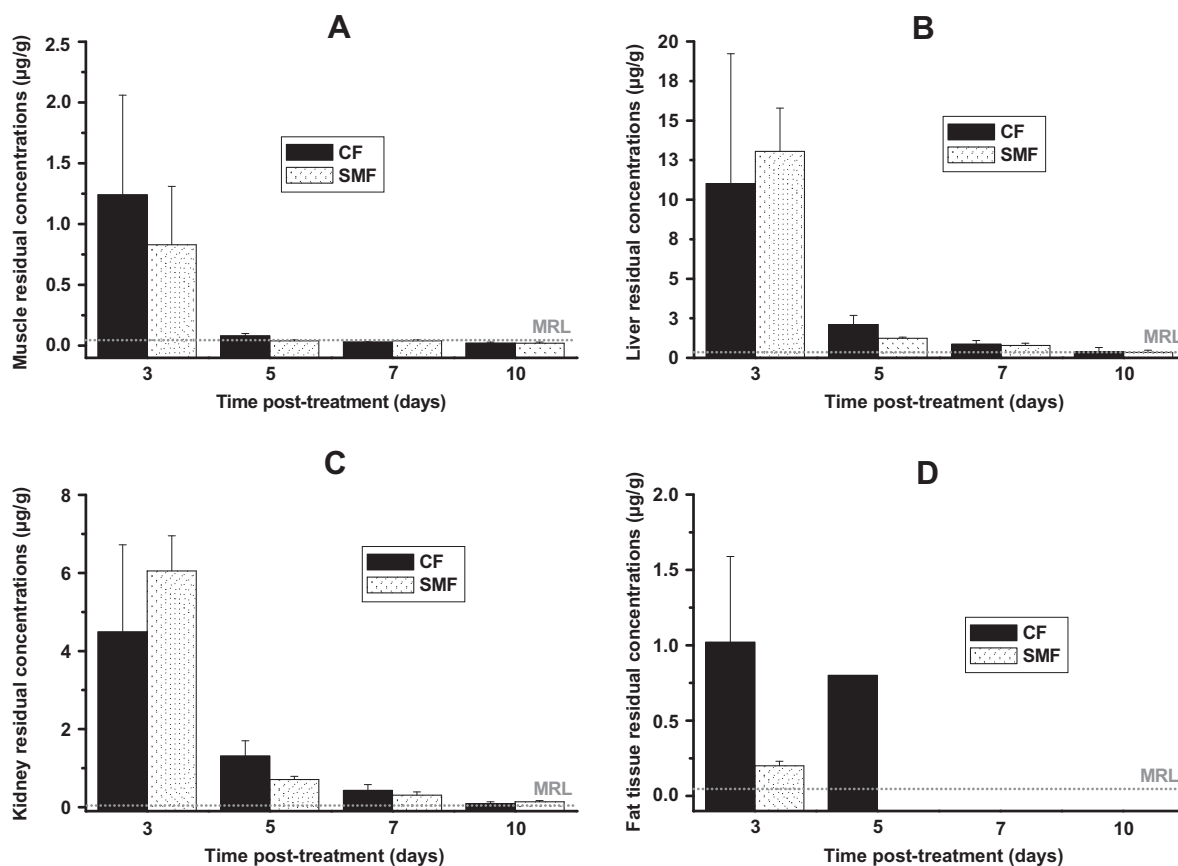 A
Muscle residual concentrations (µg/g)
2.5
2.0
1.5
1.0
0.5
0.0
CF
SMF
MRL
3 5 7 10
Time post-treatment (days)
B
Liver residual concentrations (µg/g)
20
18
15
13
10
8
5
3
0
CF
SMF
MRL
3 5 7 10
Time post-treatment (days)
C
Kidney residual concentrations (µg/g)
8
6
4
2
0
CF
SMF
MRL
3 5 7 10
Time post-treatment (days)
D
Fat tissue residual concentrations (µg/g)
2.0
1.5
1.0
0.5
0.0
CF
SMF
MRL
3 5 7 10
Time post-treatment (days)